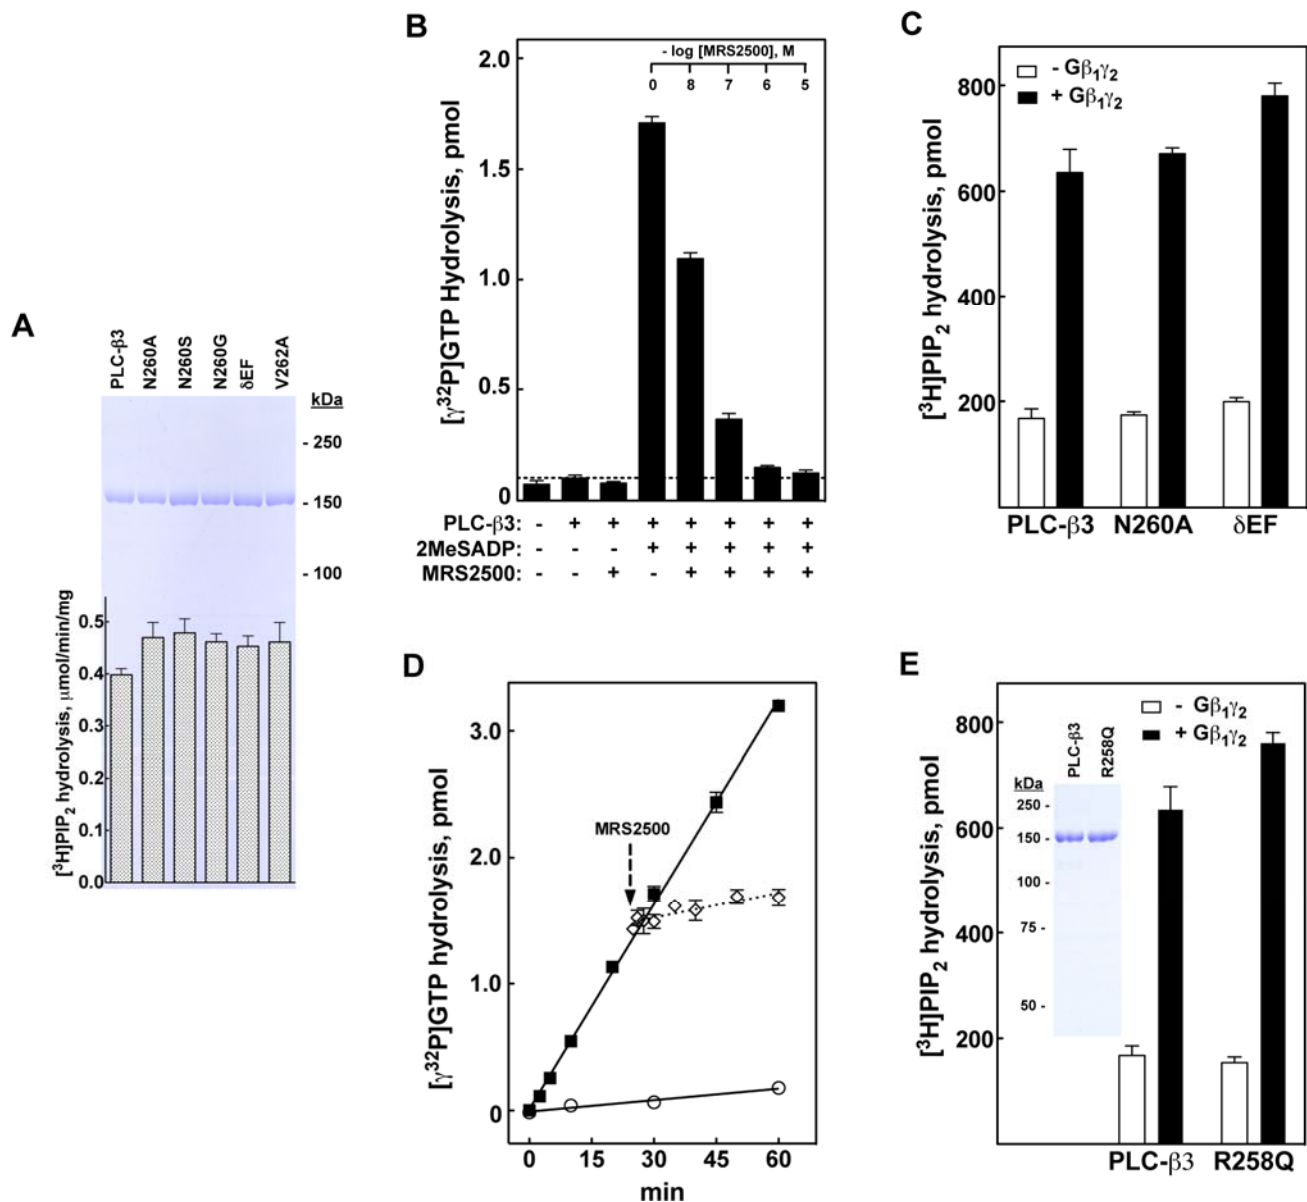 A
PLC-β3
N260A
N260S
N260G
δEF
V262A
kDa
- 250
- 150
- 100
[³H]PIP₂ hydrolysis, μmol/min/mg
0.5
0.4
0.3
0.2
0.1
0.0
B
[γ³²P]GTP Hydrolysis, pmol
2.0
1.5
1.0
0.5
0
- log [MRS2500], M
0 8 7 6 5
PLC-β3: - + + + + + + +
2MeSADP: - - - + + + + +
MRS2500: - - + - + + + +
C
[³H]PIP₂ hydrolysis, pmol
800
600
400
200
- Gβ₁γ₂
+ Gβ₁γ₂
PLC-β3 N260A δEF
D
[γ³²P]GTP hydrolysis, pmol
3.0
2.0
1.0
0
MRS2500
0 15 30 45 60
min
E
[³H]PIP₂ hydrolysis, pmol
800
600
400
200
- Gβ₁γ₂
+ Gβ₁γ₂
PLC-β3
R258Q
kDa
250 -
150 -
100 -
75 -
50 -
PLC-β3 R258Q